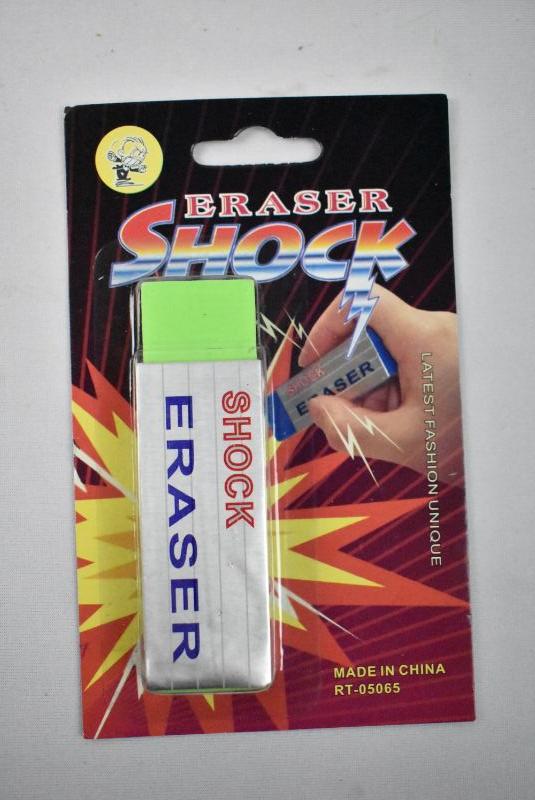 ERASER
SHOCK
SHOCK
ERASER
SHOCK
ERASER
LATEST FASHION UNIQUE
MADE IN CHINA
RT-05065